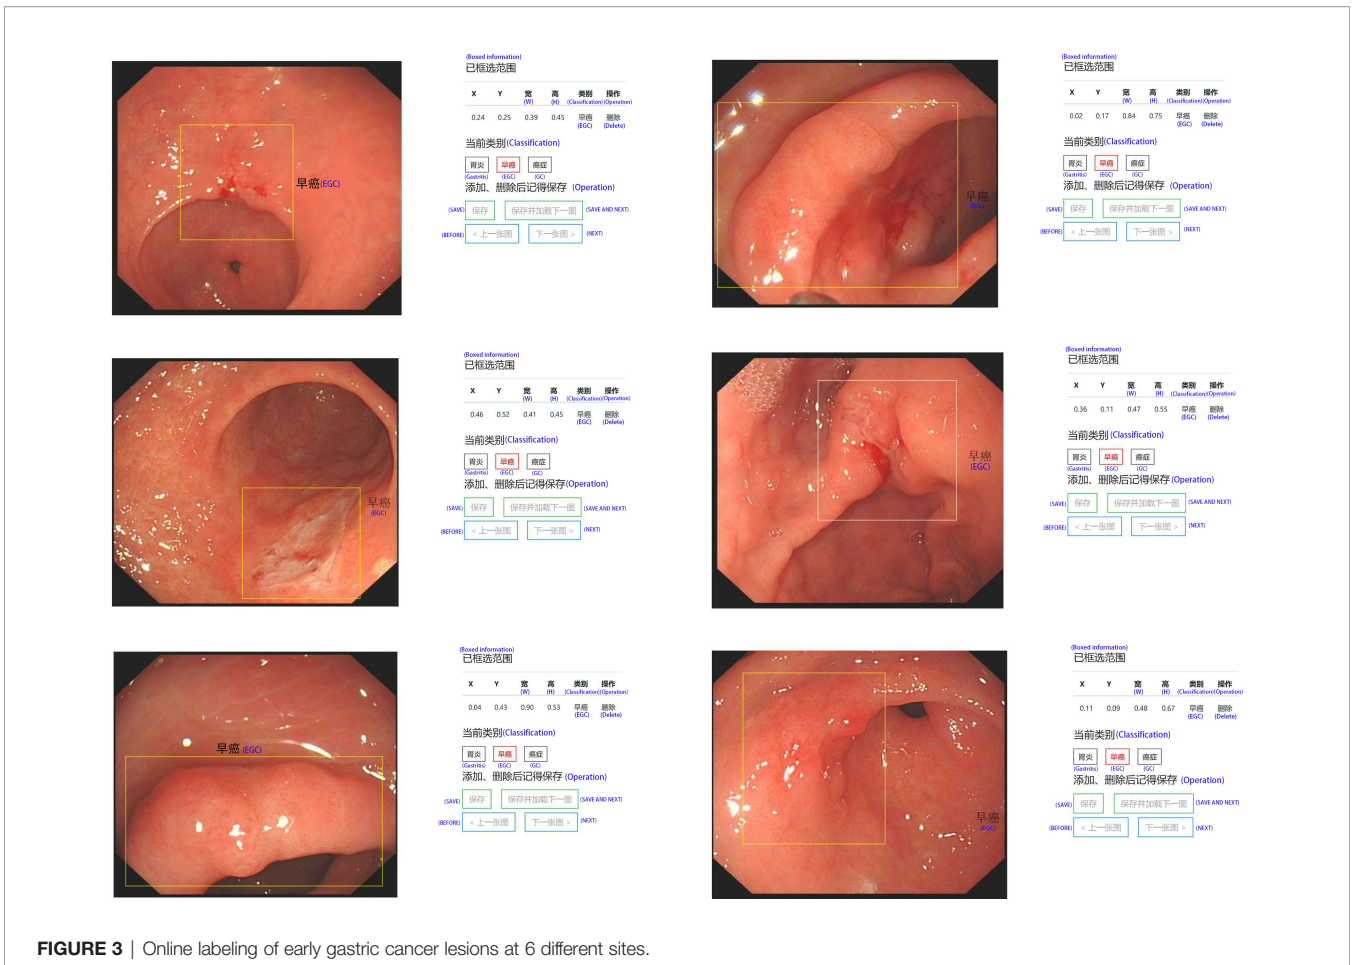 早癌(EGC)
(Boxed information)
已框选范围
X Y 宽 高 类别 操作
(W) (H) (Classification)(Operation)
0.24 0.25 0.39 0.45 早癌 删除
(EGC) (Delete)
当前类别(Classification)
胃炎 早癌 癌症
(Gastritis) (EGC) (GC)
添加、删除后记得保存 (Operation)
(SAVE) 保存 保存并加载下一图 (SAVE AND NEXT)
(BEFORE) < 上一张图 下一张图 > (NEXT)
早癌
(EGC)
(Boxed information)
已框选范围
X Y 宽 高 类别 操作
(W) (H) (Classification)(Operation)
0.02 0.17 0.84 0.75 早癌 删除
(EGC) (Delete)
当前类别(Classification)
胃炎 早癌 癌症
(Gastritis) (EGC) (GC)
添加、删除后记得保存 (Operation)
(SAVE) 保存 保存并加载下一图 (SAVE AND NEXT)
(BEFORE) < 上一张图 下一张图 > (NEXT)
早癌
(EGC)
(Boxed information)
已框选范围
X Y 宽 高 类别 操作
(W) (H) (Classification)(Operation)
0.46 0.52 0.41 0.45 早癌 删除
(EGC) (Delete)
当前类别(Classification)
胃炎 早癌 癌症
(Gastritis) (EGC) (GC)
添加、删除后记得保存 (Operation)
(SAVE) 保存 保存并加载下一图 (SAVE AND NEXT)
(BEFORE) < 上一张图 下一张图 > (NEXT)
早癌
(EGC)
(Boxed information)
已框选范围
X Y 宽 高 类别 操作
(W) (H) (Classification)(Operation)
0.36 0.11 0.47 0.55 早癌 删除
(EGC) (Delete)
当前类别(Classification)
胃炎 早癌 癌症
(Gastritis) (EGC) (GC)
添加、删除后记得保存 (Operation)
(SAVE) 保存 保存并加载下一图 (SAVE AND NEXT)
(BEFORE) < 上一张图 下一张图 > (NEXT)
早癌 (EGC)
(Boxed information)
已框选范围
X Y 宽 高 类别 操作
(W) (H) (Classification)(Operation)
0.04 0.43 0.90 0.53 早癌 删除
(EGC) (Delete)
当前类别(Classification)
胃炎 早癌 癌症
(Gastritis) (EGC) (GC)
添加、删除后记得保存 (Operation)
(SAVE) 保存 保存并加载下一图 (SAVE AND NEXT)
(BEFORE) < 上一张图 下一张图 > (NEXT)
早癌
(EGC)
(Boxed information)
已框选范围
X Y 宽 高 类别 操作
(W) (H) (Classification)(Operation)
0.11 0.09 0.48 0.67 早癌 删除
(EGC) (Delete)
当前类别(Classification)
胃炎 早癌 癌症
(Gastritis) (EGC) (GC)
添加、删除后记得保存 (Operation)
(SAVE) 保存 保存并加载下一图 (SAVE AND NEXT)
(BEFORE) < 上一张图 下一张图 > (NEXT)
FIGURE 3 | Online labeling of early gastric cancer lesions at 6 different sites.